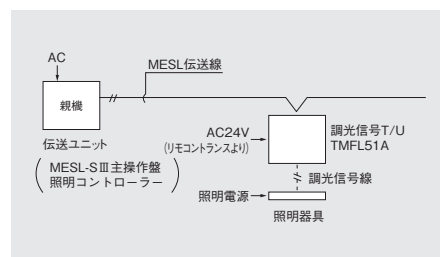 AC
MESL伝送線
親機
伝送ユニット
MESL-SⅢ主操作盤
照明コントローラー
AC24V
(リモコントランスより)
調光信号T/U
TMFL51A
調光信号線
照明電源
照明器具